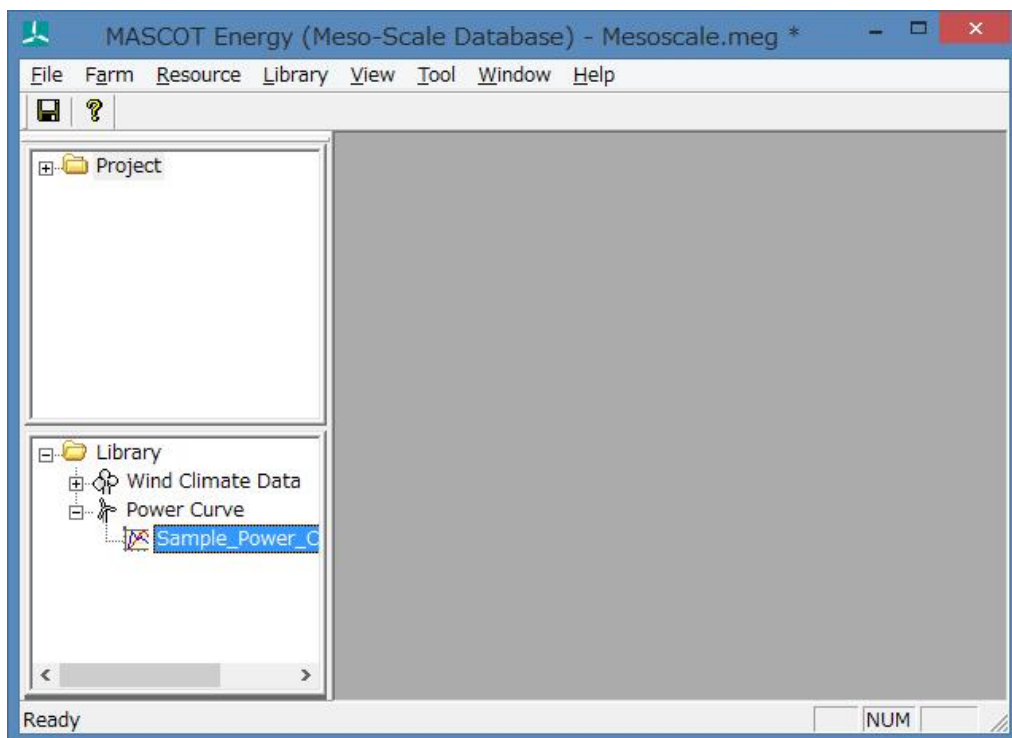 MASCOT Energy (Meso-Scale Database) - Mesoscale.meg *
File Farm Resource Library View Tool Window Help
Project
Library
Wind Climate Data
Power Curve
Sample_Power_C
Ready
NUM